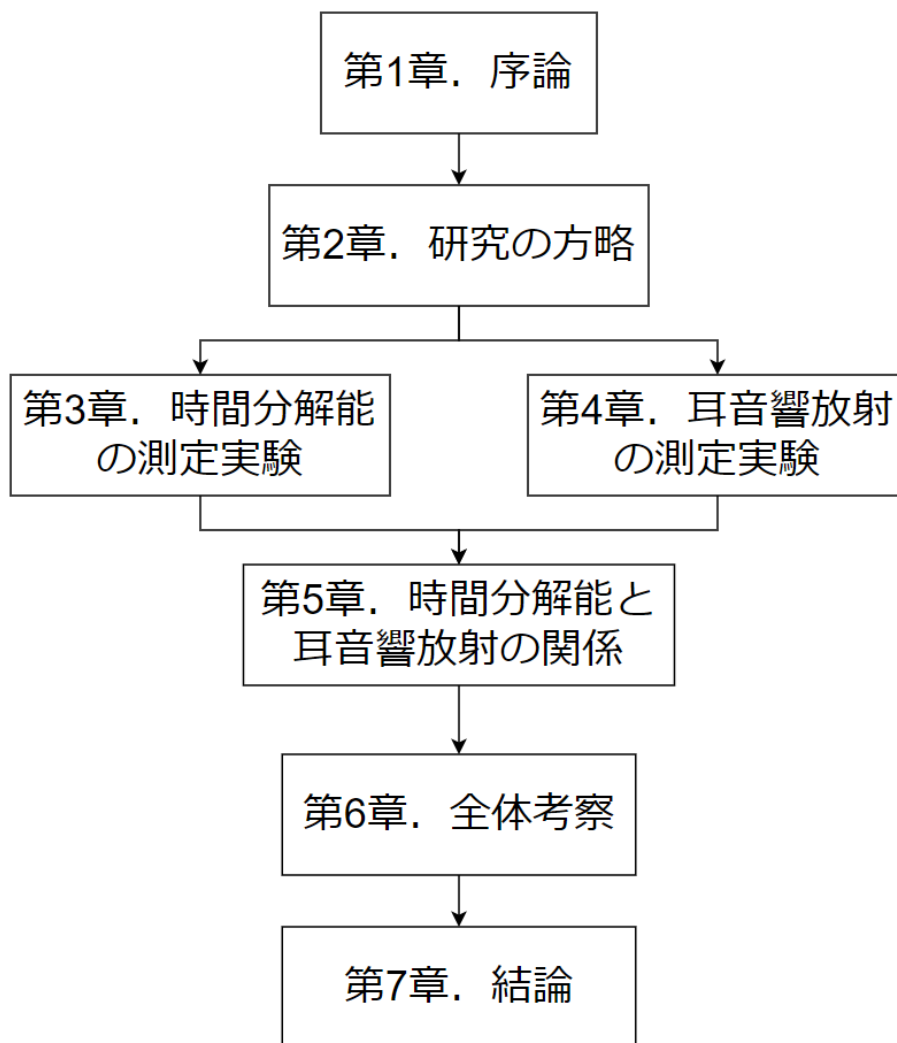 第1章．序論
第2章．研究の方略
第3章．時間分解能
の測定実験
第4章．耳音響放射
の測定実験
第5章．時間分解能と
耳音響放射の関係
第6章．全体考察
第7章．結論